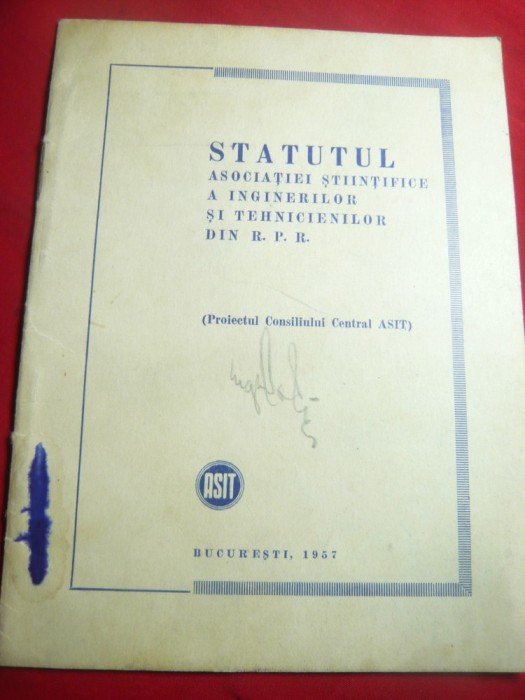 STATUTUL
ASOCIAȚIEI ȘTIINȚIFICE
A INGINERILOR
ȘI TEHNICIENILOR
DIN R. P. R.
(Proiectul Consiliului Central ASIT)
ASIT
BUCUREȘTI, 1957